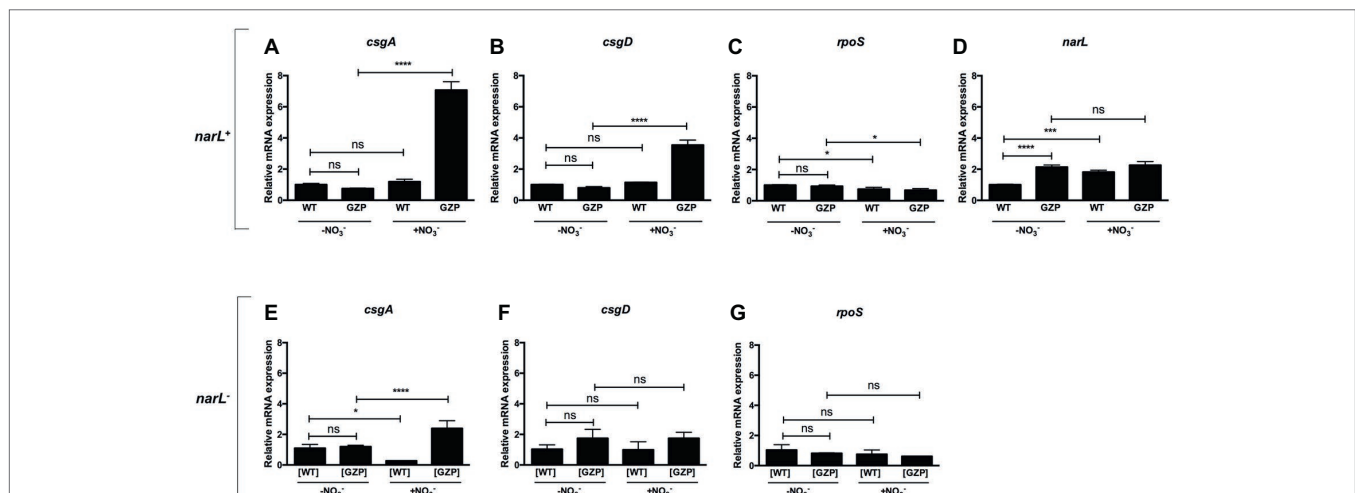 narL+
A csgA
Relative mRNA expression
8
6
4
2
0
****
ns
ns
WT GZP WT GZP
-NO3- +NO3-
B csgD
Relative mRNA expression
8
6
4
2
0
****
ns
ns
WT GZP WT GZP
-NO3- +NO3-
C rpoS
Relative mRNA expression
8
6
4
2
0
*
*
ns
WT GZP WT GZP
-NO3- +NO3-
D narL
Relative mRNA expression
8
6
4
2
0
ns
***
****
WT GZP WT GZP
-NO3- +NO3-
narL-
E csgA
Relative mRNA expression
8
6
4
2
0
****
*
ns
[WT] [GZP] [WT] [GZP]
-NO3- +NO3-
F csgD
Relative mRNA expression
8
6
4
2
0
ns
ns
ns
[WT] [GZP] [WT] [GZP]
-NO3- +NO3-
G rpoS
Relative mRNA expression
8
6
4
2
0
ns
ns
ns
[WT] [GZP] [WT] [GZP]
-NO3- +NO3-